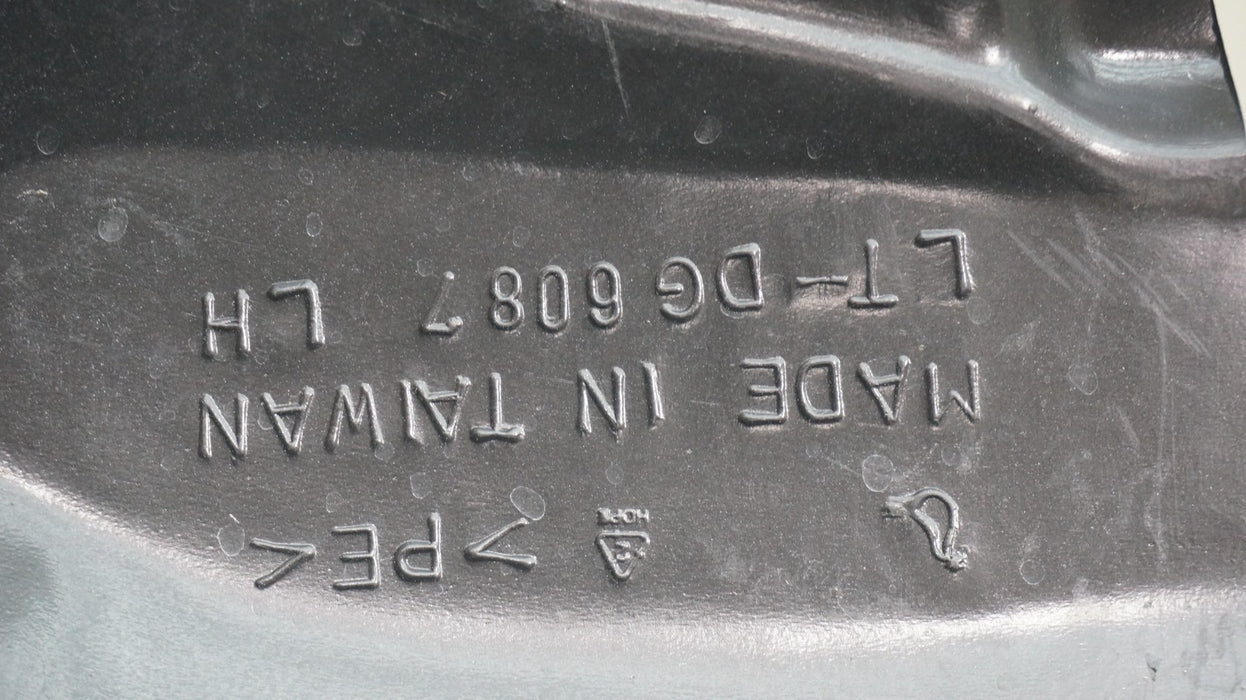 >PE<
MADE IN TAIWAN
LT-DG 6087 LH